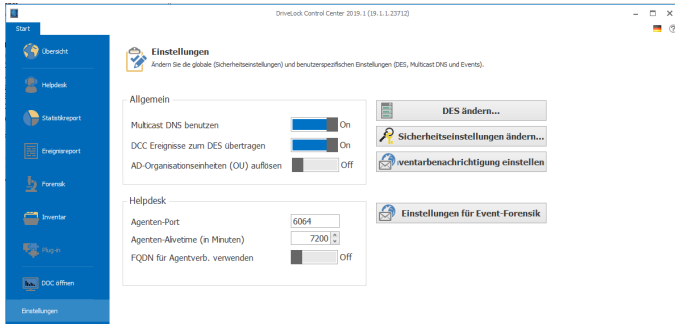 DriveLock Control Center 2019.1 (19.1.1.23712)
Start
Übersicht
Helpdesk
Statistikreport
Ereignisreport
Forensik
Inventar
Plug-in
DOC öffnen
Einstellungen
Einstellungen
Ändern Sie die globale (Sicherheitseinstellungen) und benutzerspezifischen Einstellungen (DES, Multicast DNS und Events).
Allgemein
Multicast DNS benutzen On
DCC Ereignisse zum DES übertragen On
AD-Organisationseinheiten (OU) auflösen Off
Helpdesk
Agenten-Port 6064
Agenten-Alivetime (in Minuten) 7200
FQDN für Agentverb. verwenden Off
DES ändern...
Sicherheitseinstellungen ändern...
ventarbenachrichtigung einstellen
Einstellungen für Event-Forensik